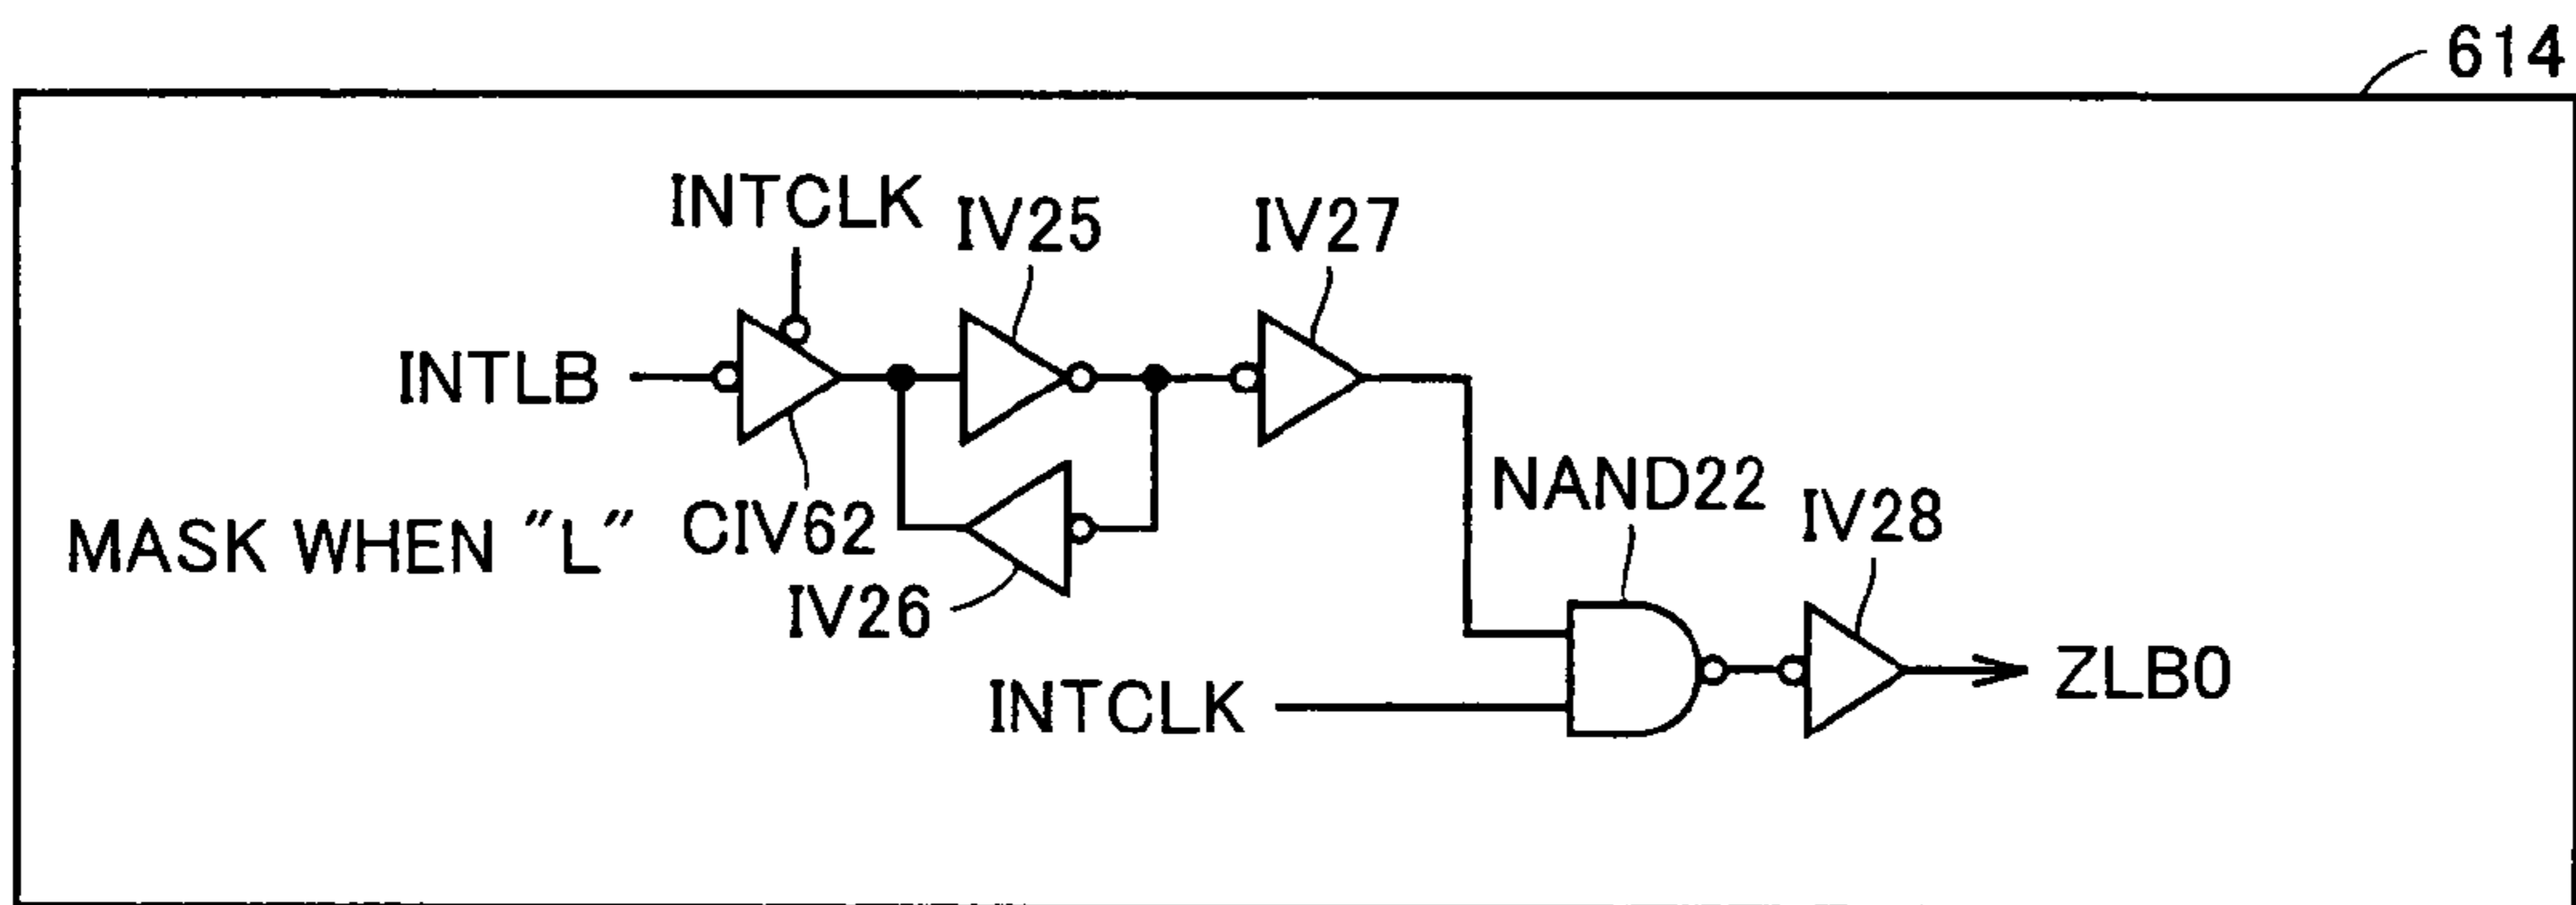 614
INTCLK
IV25
IV27
INTLB
NAND22
IV28
MASK WHEN "L"
CIV62
IV26
INTCLK
ZLB0